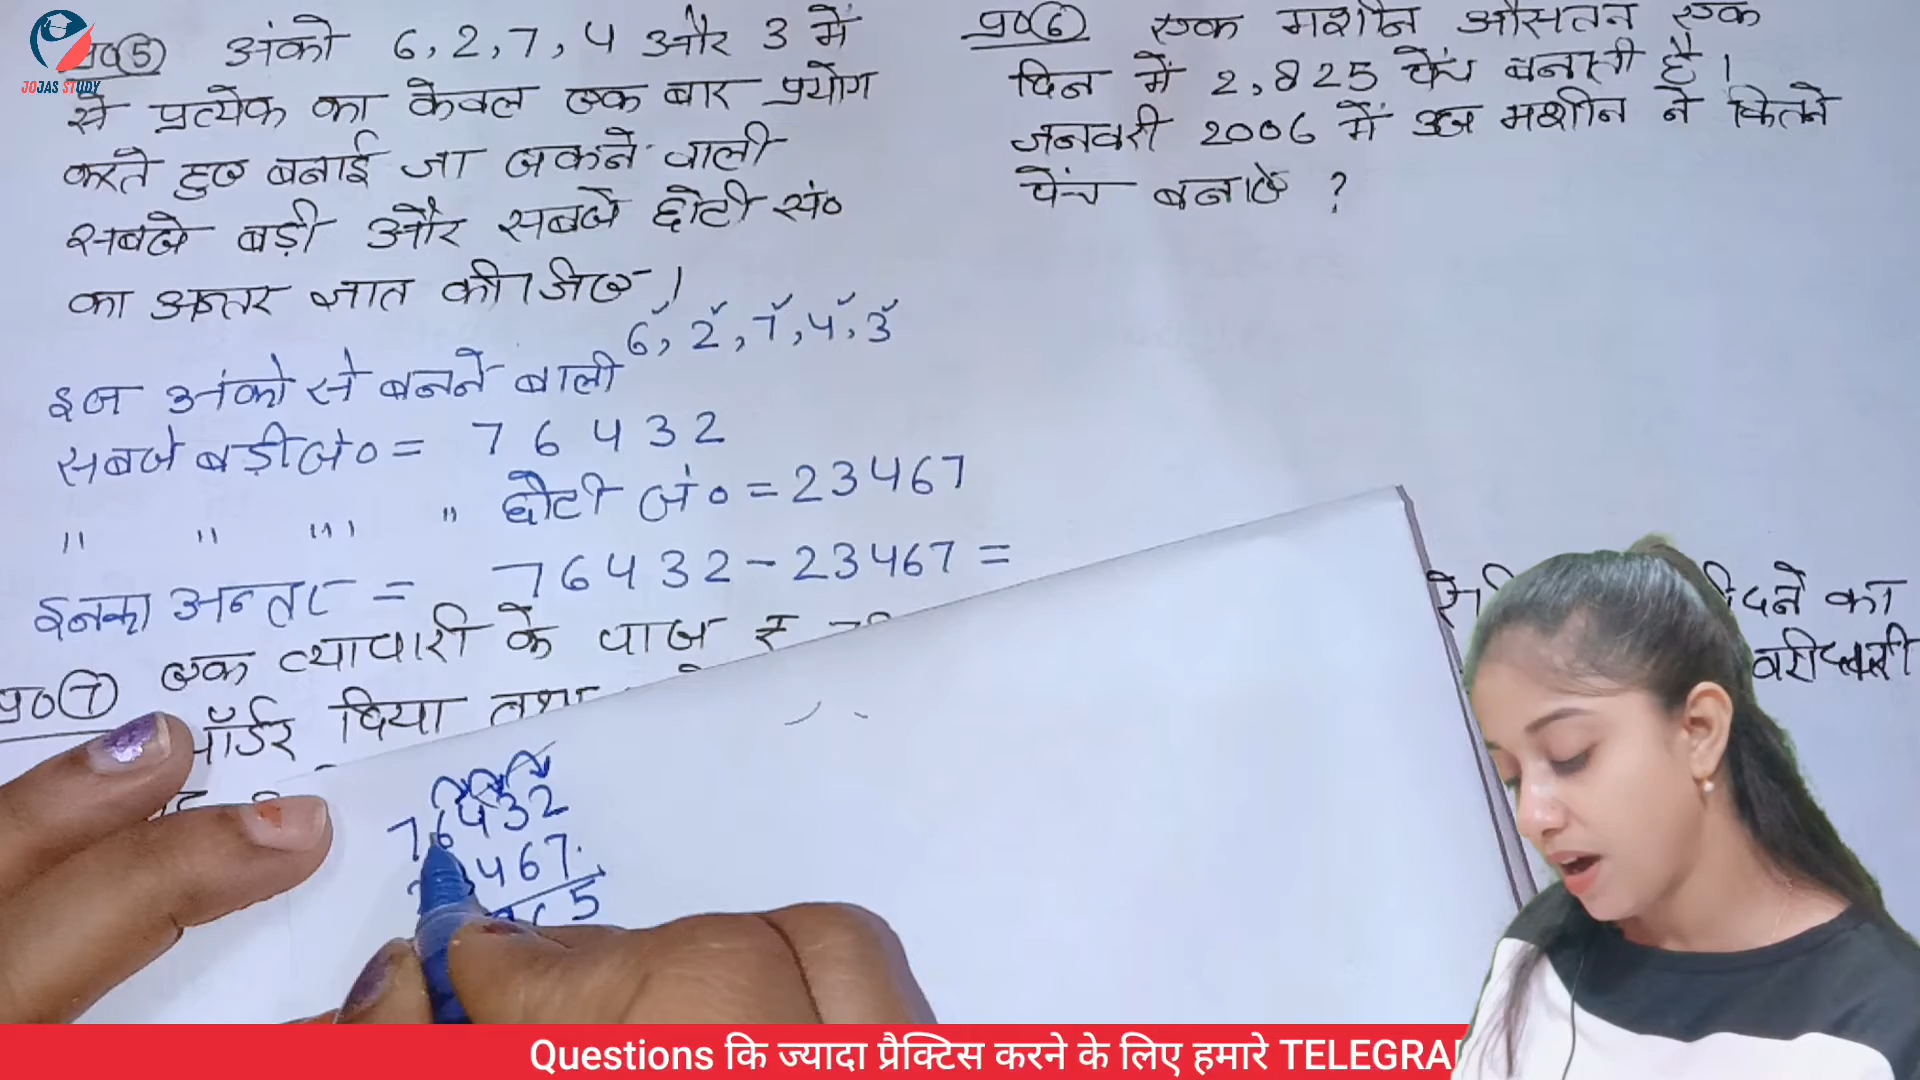 JOJAS STUDY
प्र०⑤ अंको 6, 2, 7, 4 और 3 में
से प्रत्येक का केवल एक बार प्रयोग
करते हुए बनाई जा सकने वाली
सबसे बड़ी और सबसे छोटी सं०
का अन्तर ज्ञात कीजिए।
6, 2, 7, 4, 3
इन अंको से बनने वाली
सबसे बड़ी सं० = 76432
" " " " छोटी सं० = 23467
इनका अन्तर = 76432 - 23467 =
प्र०⑥ एक मशीन औसतन एक
दिन में 2,825 पेंच बनाती है।
जनवरी 2006 में उस मशीन ने कितने
पेंच बनाए ?
प्र०⑦ एक व्यापारी के पास ₹
ऑर्डर दिया तथा
का
76432
467
5
Questions कि ज्यादा प्रैक्टिस करने के लिए हमारे TELEGRA